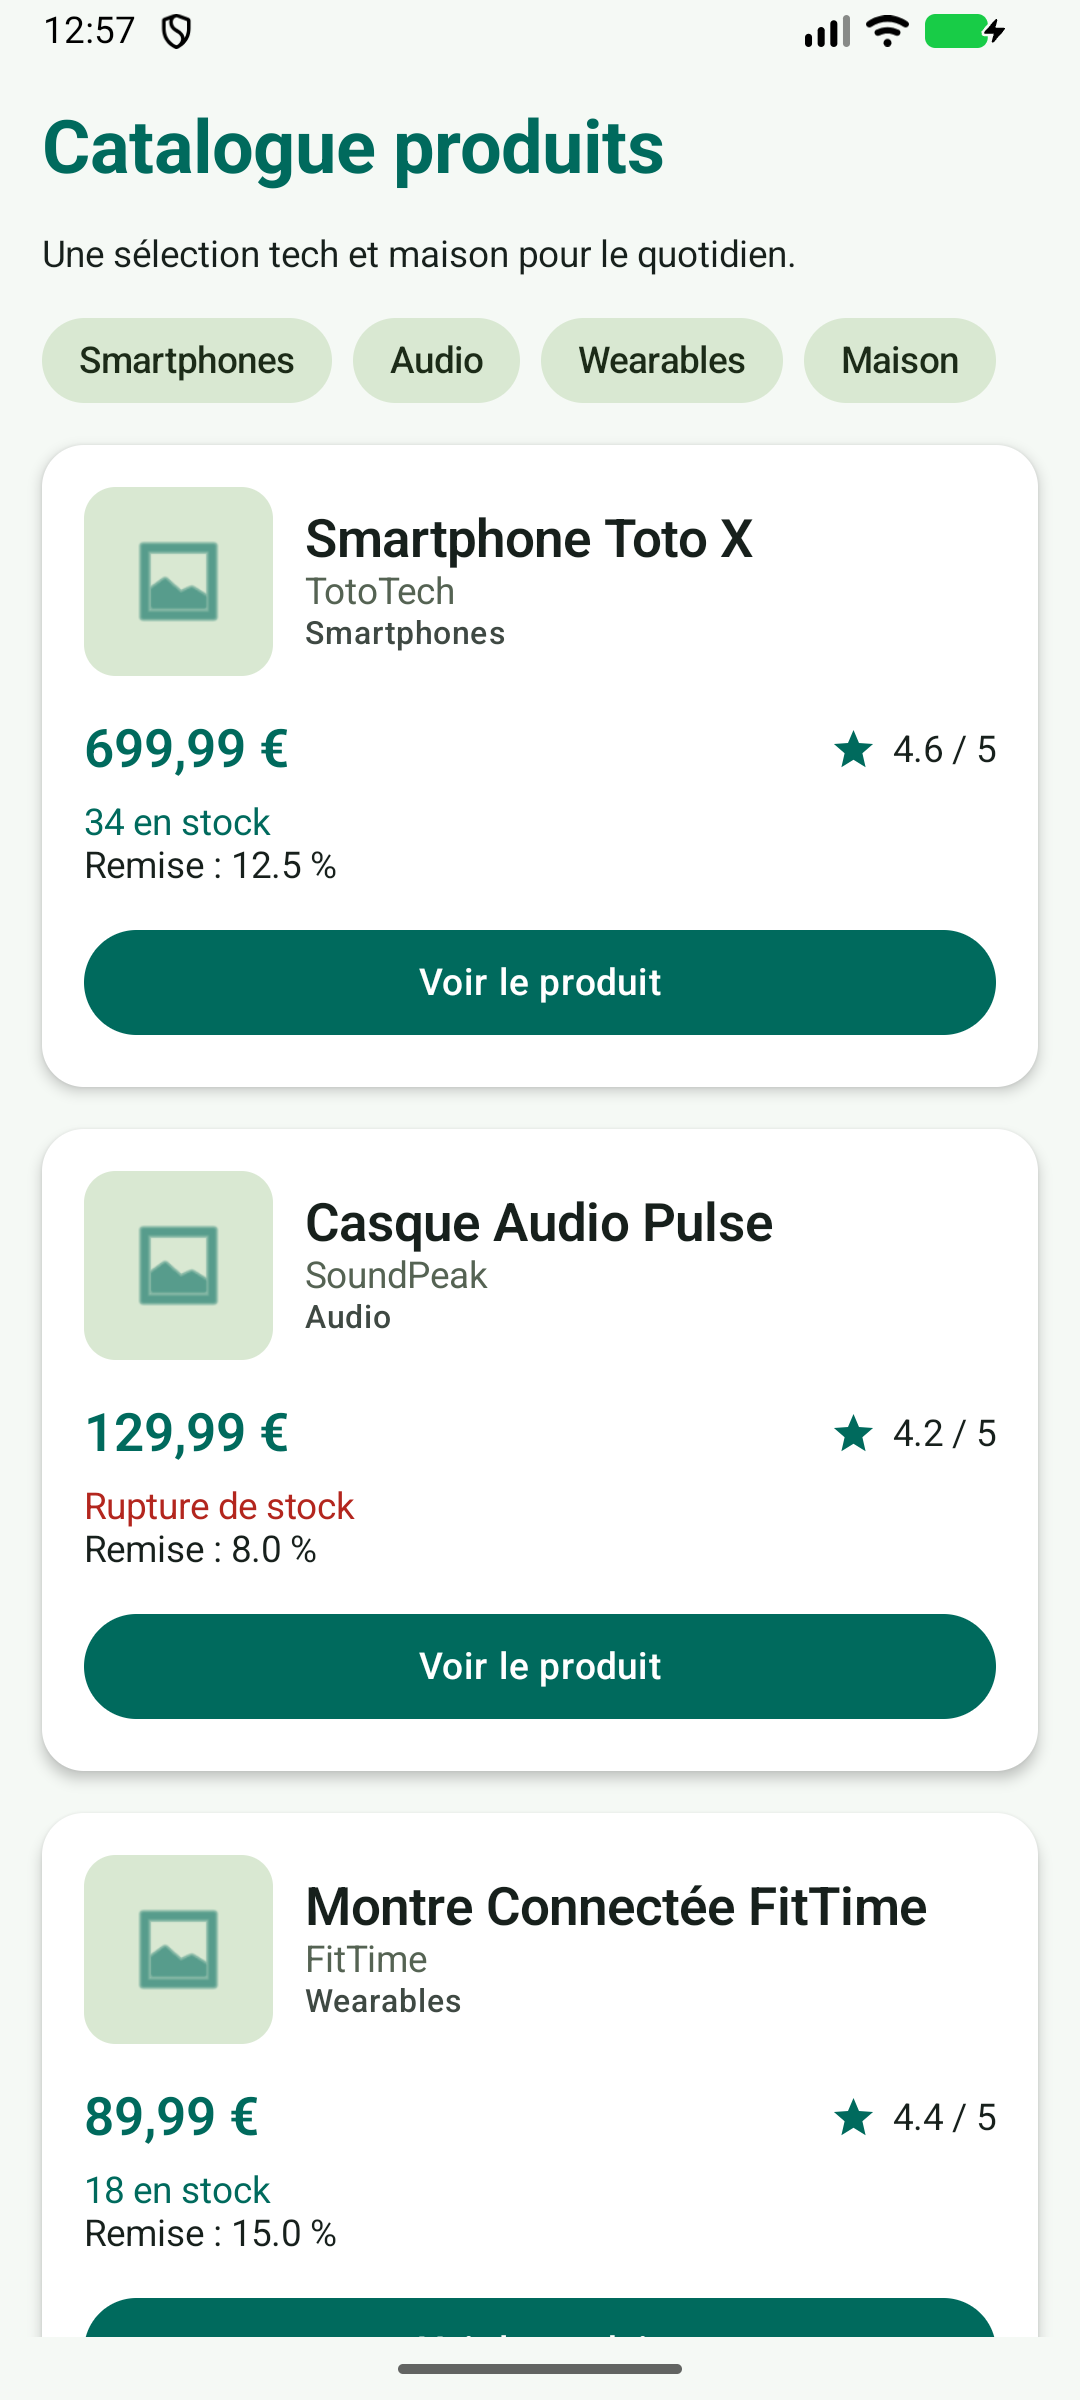 12:57
Catalogue produits
Une sélection tech et maison pour le quotidien.
Smartphones Audio Wearables Maison
Smartphone Toto X
TotoTech
Smartphones
699,99 € 4.6 / 5
34 en stock
Remise : 12.5 %
Voir le produit
Casque Audio Pulse
SoundPeak
Audio
129,99 € 4.2 / 5
Rupture de stock
Remise : 8.0 %
Voir le produit
Montre Connectée FitTime
FitTime
Wearables
89,99 € 4.4 / 5
18 en stock
Remise : 15.0 %